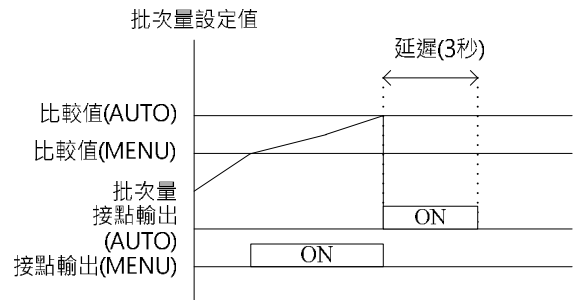 批次量設定值
延遲(3秒)
比較值(AUTO)
比較值(MENU)
批次量
接點輸出
(AUTO)
ON
接點輸出(MENU)
ON